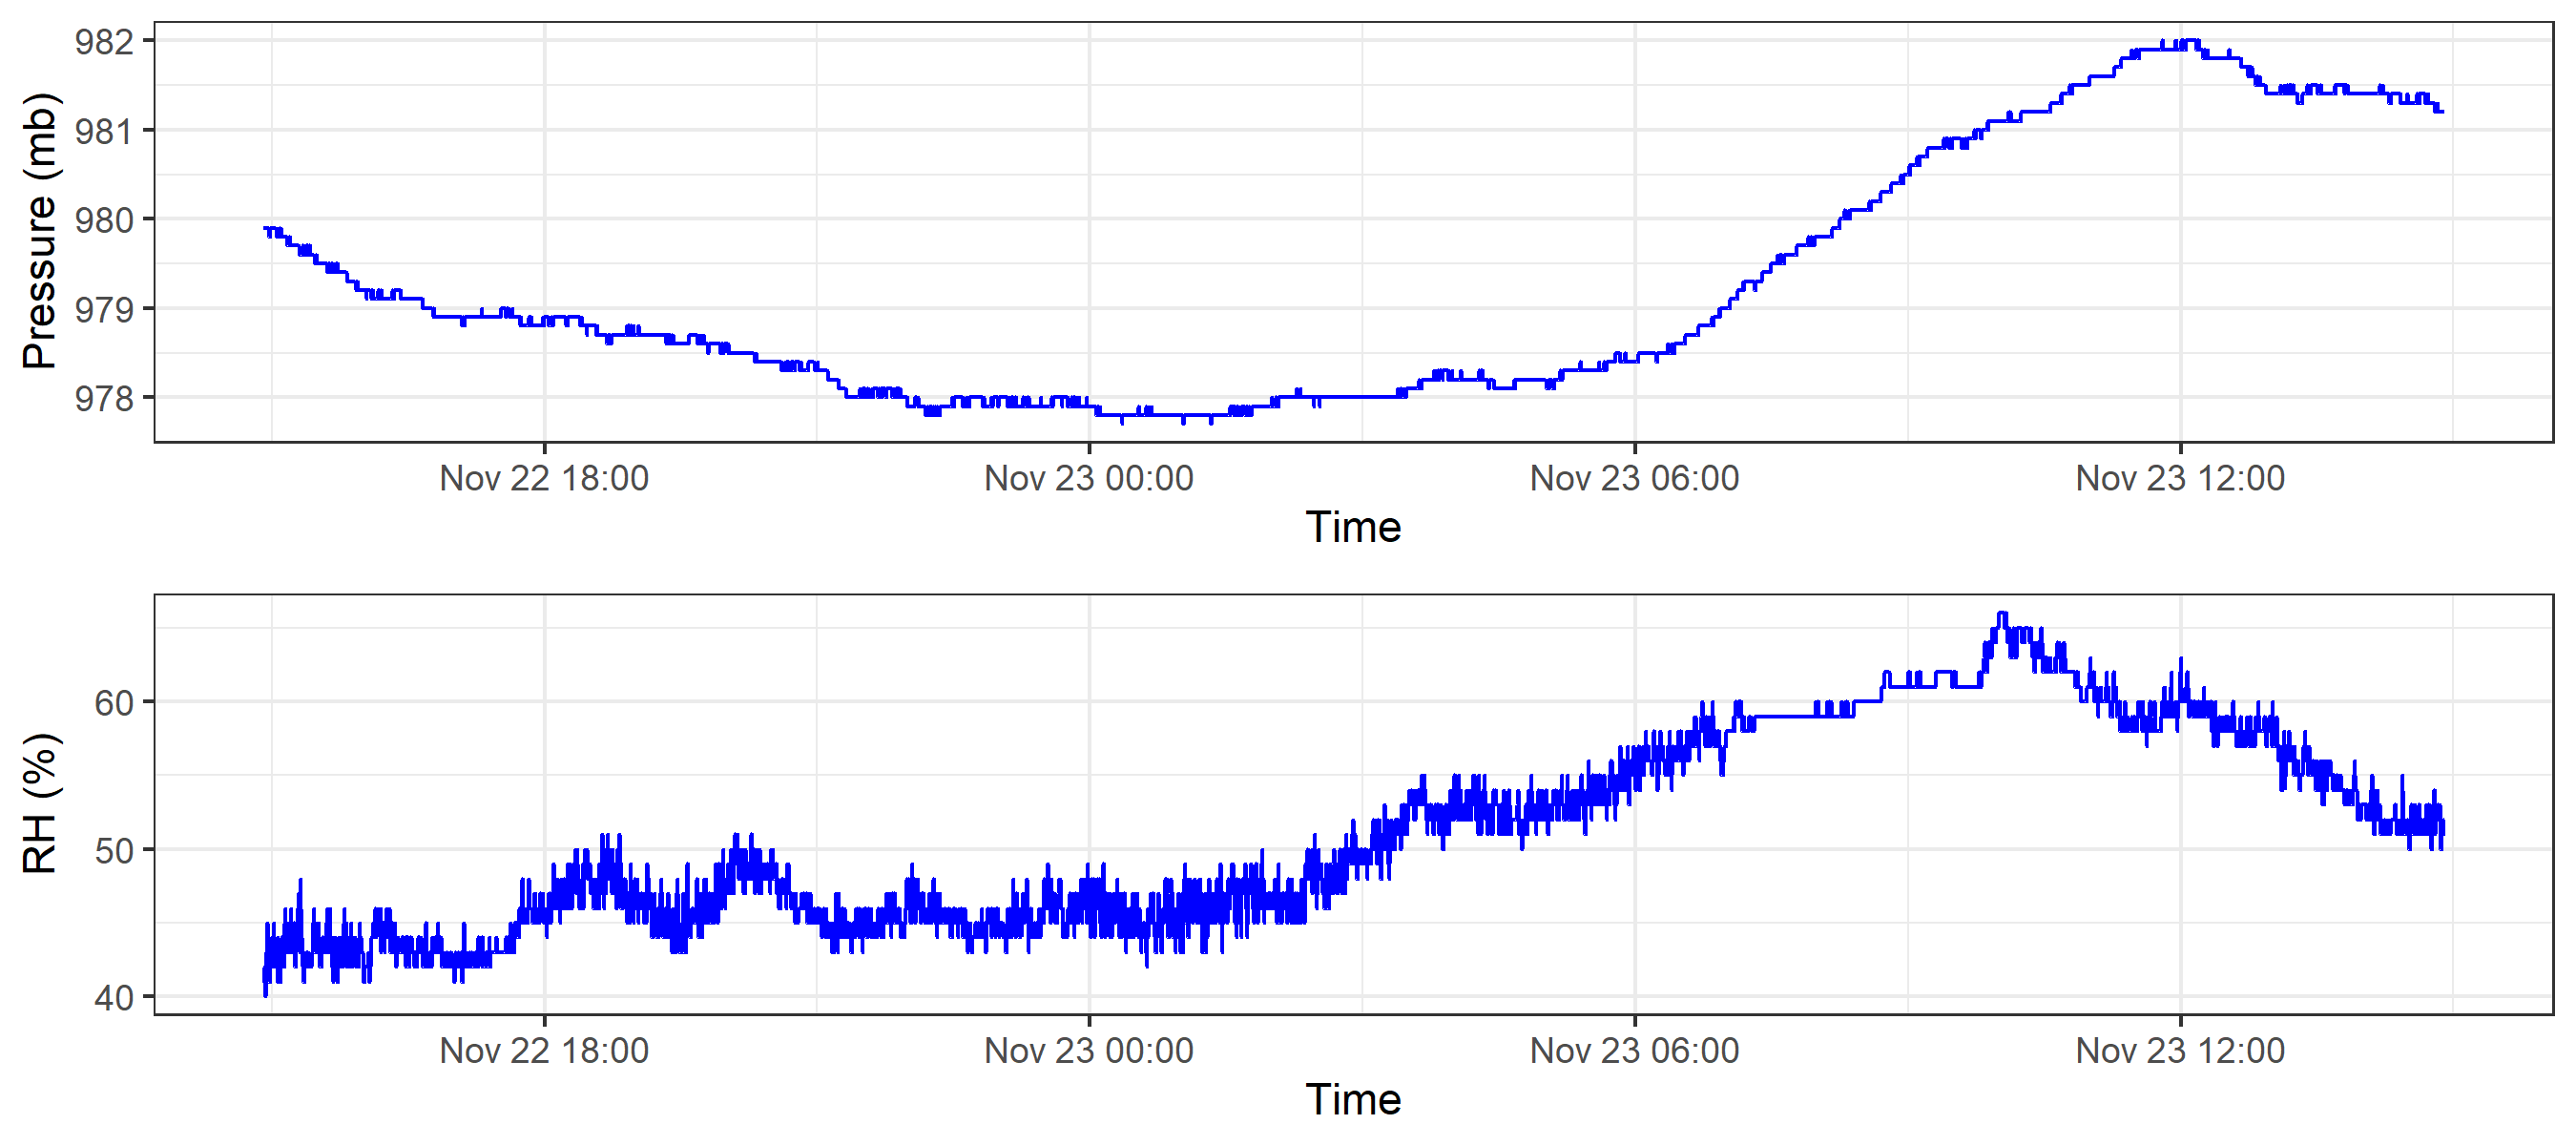 Pressure (mb)
982
981
980
979
978
Nov 22 18:00
Nov 23 00:00
Nov 23 06:00
Nov 23 12:00
Time
RH (%)
60
50
40
Nov 22 18:00
Nov 23 00:00
Nov 23 06:00
Nov 23 12:00
Time